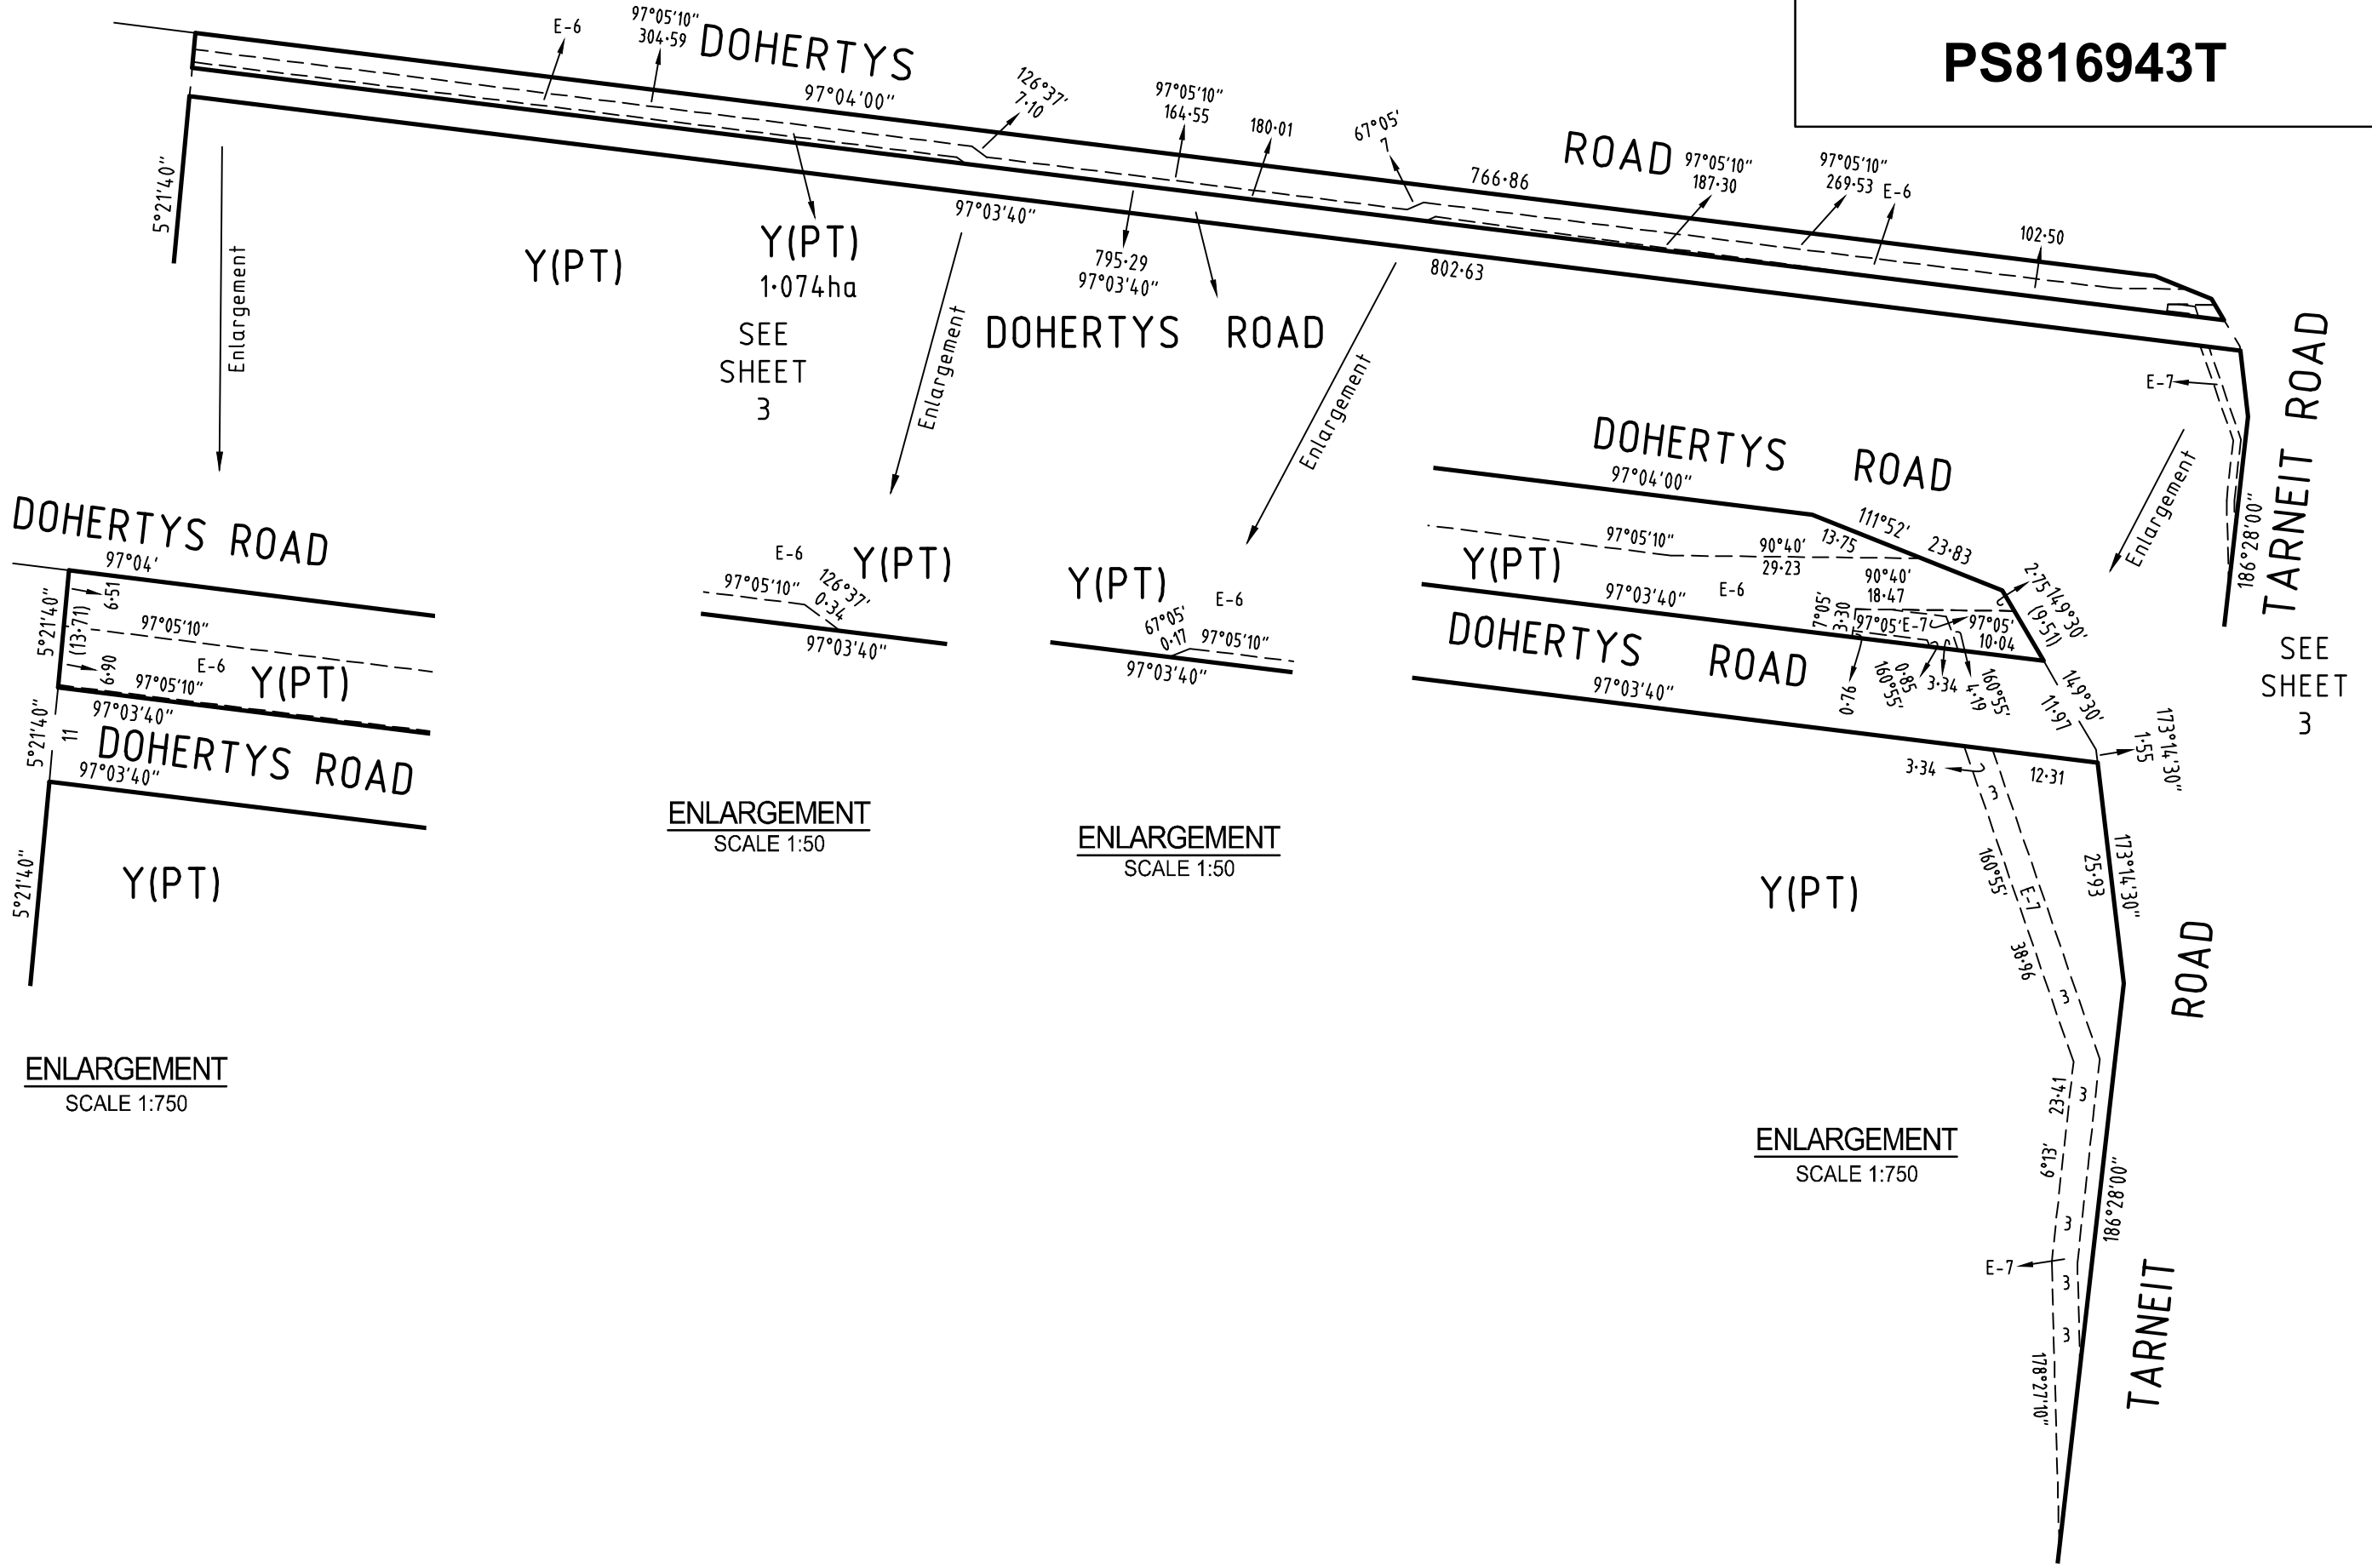 PS816943T
E-6
97°05'10"
304·59
DOHERTYS
97°04'00"
126°37'
7·10
97°05'10"
164·55
180·01
67°05'
7
766·86
ROAD
97°05'10"
187·30
97°05'10"
269·53
E-6
102·50
5°21'40"
Enlargement
Y(PT)
Y(PT)
1·074ha
SEE
SHEET
3
97°03'40"
795·29
97°03'40"
DOHERTYS ROAD
802·63
Enlargement
Enlargement
E-7
TARNEIT ROAD
186°28'00"
Enlargement
SEE
SHEET
3
DOHERTYS ROAD
97°04'
5°21'40"
(13·71)
6·51
97°05'10"
6·90
E-6
97°05'10"
Y(PT)
97°03'40"
5°21'40"
11
DOHERTYS ROAD
97°03'40"
5°21'40"
Y(PT)
ENLARGEMENT
SCALE 1:750
E-6
Y(PT)
97°05'10"
126°37'
0·34
97°03'40"
ENLARGEMENT
SCALE 1:50
Y(PT)
E-6
67°05'
0·17
97°05'10"
97°03'40"
ENLARGEMENT
SCALE 1:50
DOHERTYS ROAD
97°04'00"
111°52'
13·75
23·83
97°05'10"
90°40'
29·23
Y(PT)
E-6
90°40'
18·47
2·75
149°30'
(9·51)
97°03'40"
7°05'
3·30
97°05'
E-7
97°05'
10·04
DOHERTYS ROAD
0·76
0·85
160°55'
3·34
4·19
160°55'
149°30'
11·97
97°03'40"
173°14'30"
1·55
3·34
12·31
3
160°55'
E-7
38·96
25·93
173°14'30"
3
Y(PT)
ROAD
23·41
3
6°13'
3
186°28'00"
E-7
3
3
178°27'10"
TARNEIT
ENLARGEMENT
SCALE 1:750